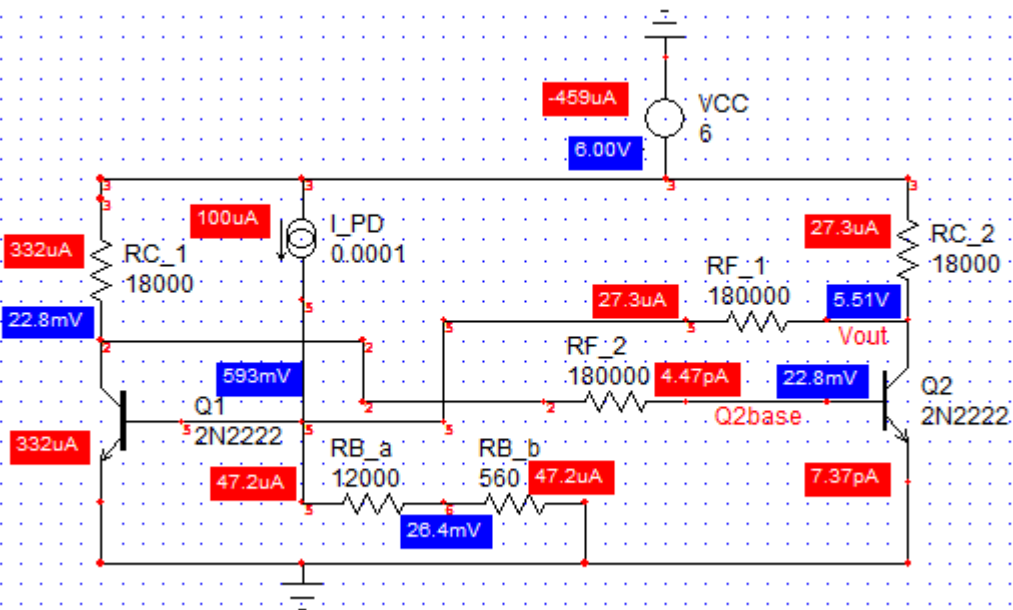 -459uA
VCC
6
6.00V
3
3
3
3
3
100uA
I_PD
0.0001
332uA
RC_1
18000
27.3uA
RC_2
18000
RF_1
180000
27.3uA
5.51V
5
22.8mV
5
5
Vout
2
2
RF_2
180000
593mV
4.47pA
22.8mV
Q2
2N2222
Q1
2N2222
2
2
Q2base
5
5
5
332uA
RB_a
12000
RB_b
560
47.2uA
47.2uA
7.37pA
5
6
26.4mV